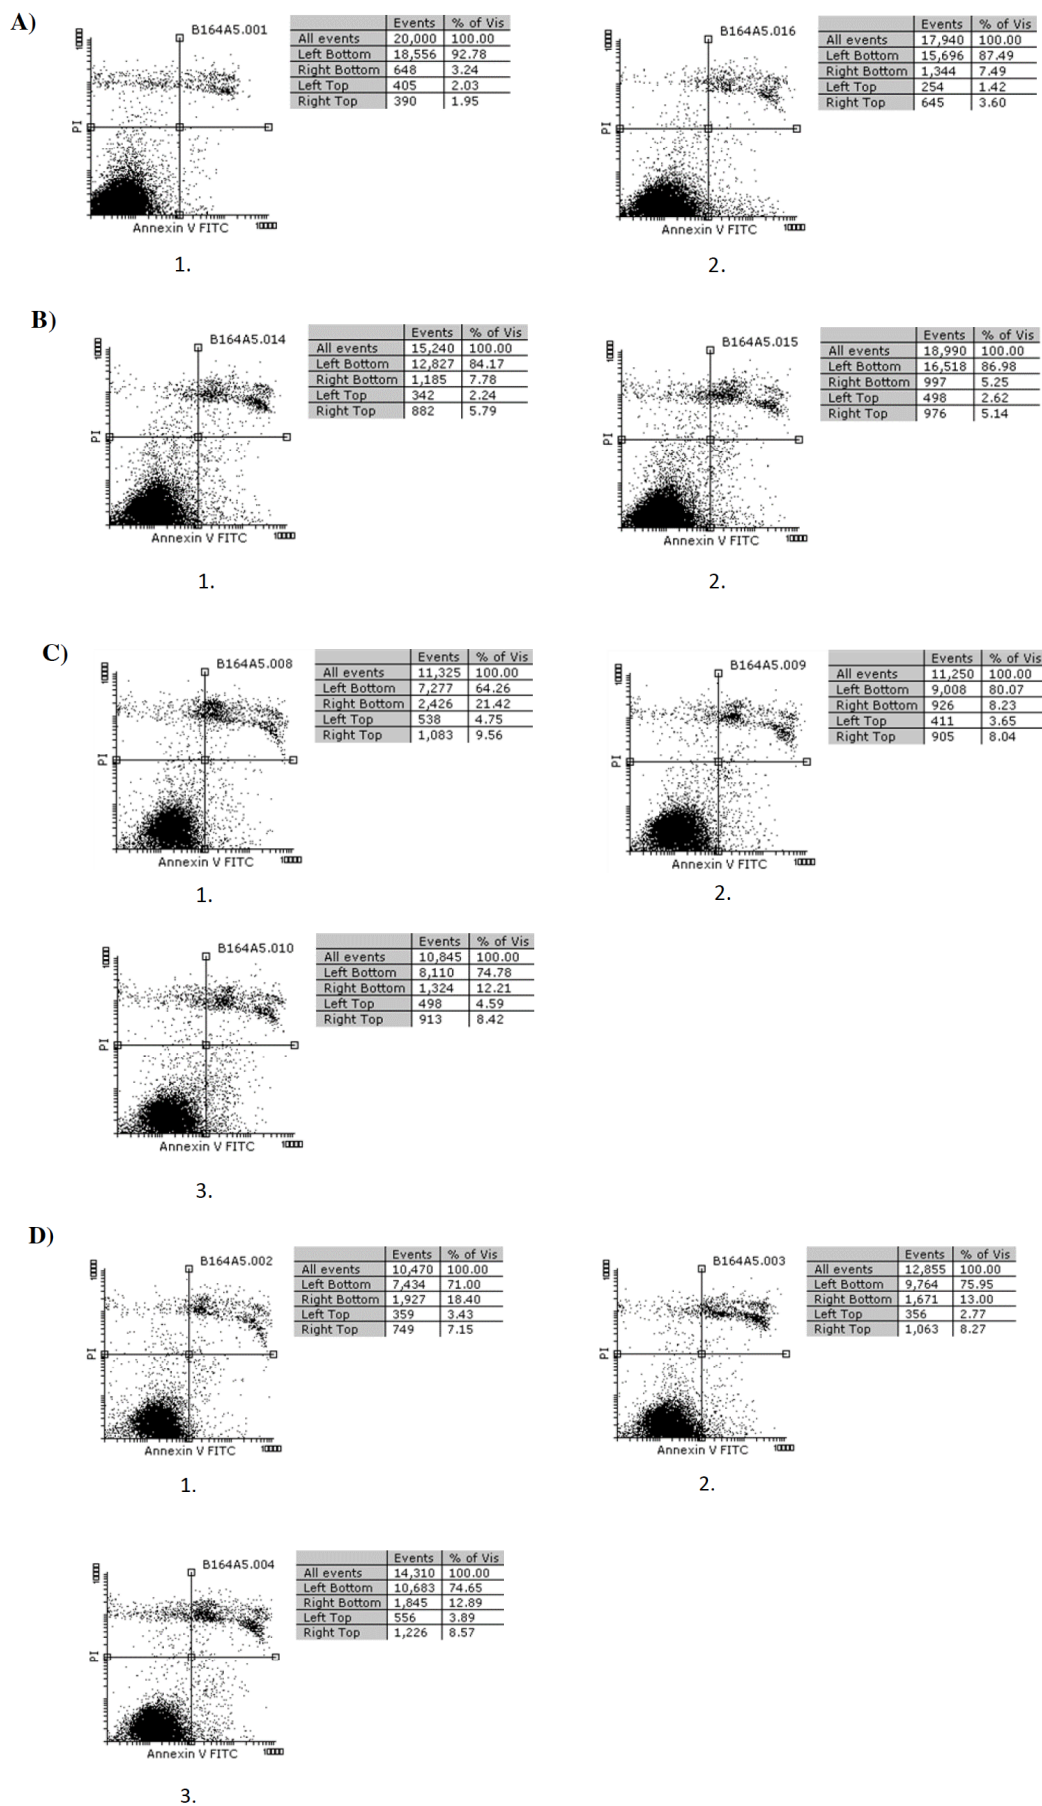 A)
B164A5.001
Events % of Vis
All events 20,000 100.00
Left Bottom 18,556 92.78
Right Bottom 648 3.24
Left Top 405 2.03
Right Top 390 1.95
PI
Annexin V FITC
10000
1.
B164A5.016
Events % of Vis
All events 17,940 100.00
Left Bottom 15,696 87.49
Right Bottom 1,344 7.49
Left Top 254 1.42
Right Top 645 3.60
PI
Annexin V FITC
10000
2.
B)
B164A5.014
Events % of Vis
All events 15,240 100.00
Left Bottom 12,827 84.17
Right Bottom 1,185 7.78
Left Top 342 2.24
Right Top 882 5.79
PI
Annexin V FITC
10000
1.
B164A5.015
Events % of Vis
All events 18,990 100.00
Left Bottom 16,518 86.98
Right Bottom 997 5.25
Left Top 498 2.62
Right Top 976 5.14
PI
Annexin V FITC
10000
2.
C)
B164A5.008
Events % of Vis
All events 11,325 100.00
Left Bottom 7,277 64.26
Right Bottom 2,426 21.42
Left Top 538 4.75
Right Top 1,083 9.56
PI
Annexin V FITC
10000
1.
B164A5.009
Events % of Vis
All events 11,250 100.00
Left Bottom 9,008 80.07
Right Bottom 926 8.23
Left Top 411 3.65
Right Top 905 8.04
PI
Annexin V FITC
10000
2.
B164A5.010
Events % of Vis
All events 10,845 100.00
Left Bottom 8,110 74.78
Right Bottom 1,324 12.21
Left Top 498 4.59
Right Top 913 8.42
PI
Annexin V FITC
10000
3.
D)
B164A5.002
Events % of Vis
All events 10,470 100.00
Left Bottom 7,434 71.00
Right Bottom 1,927 18.40
Left Top 359 3.43
Right Top 749 7.15
PI
Annexin V FITC
10000
1.
B164A5.003
Events % of Vis
All events 12,855 100.00
Left Bottom 9,764 75.95
Right Bottom 1,671 13.00
Left Top 356 2.77
Right Top 1,063 8.27
PI
Annexin V FITC
10000
2.
B164A5.004
Events % of Vis
All events 14,310 100.00
Left Bottom 10,683 74.65
Right Bottom 1,845 12.89
Left Top 556 3.89
Right Top 1,226 8.57
PI
Annexin V FITC
10000
3.